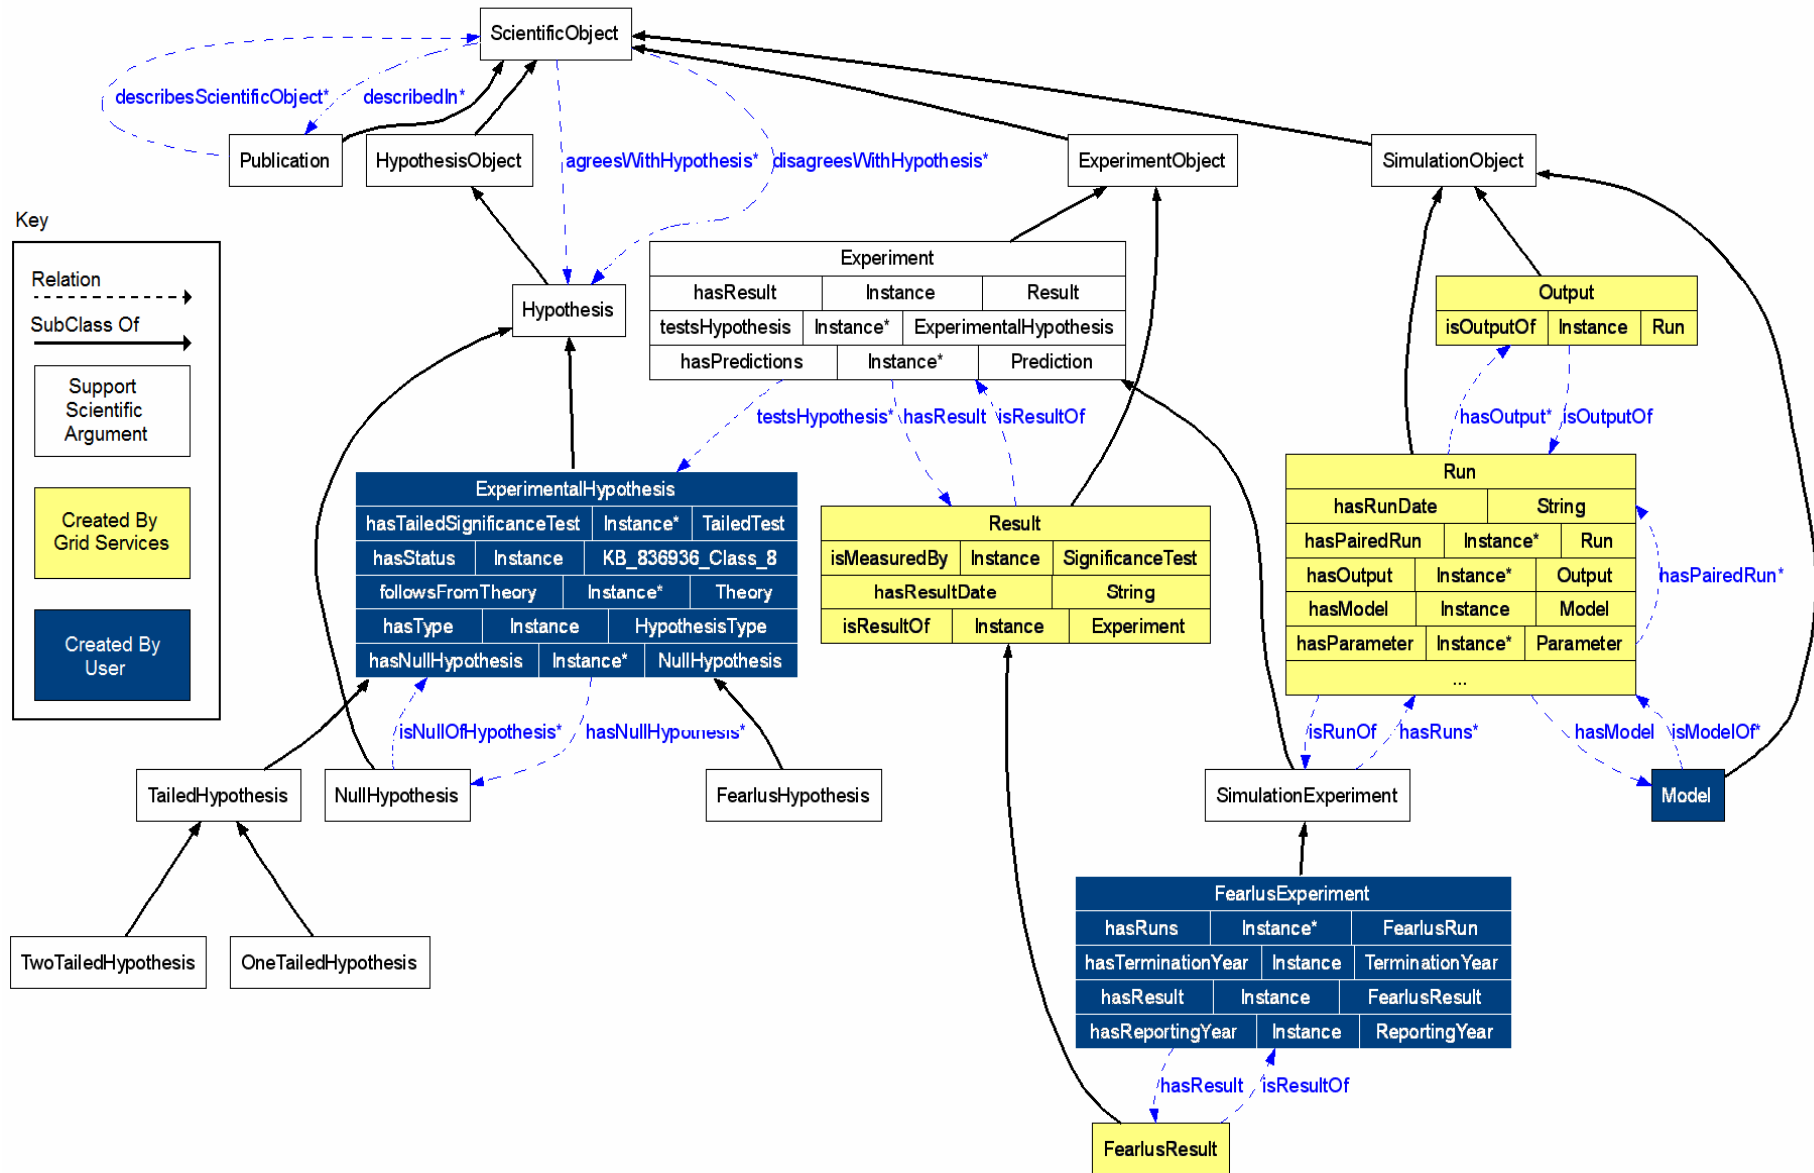 ScientificObject
describesScientificObject*
describedIn*
Publication
HypothesisObject
agreesWithHypothesis*
disagreesWithHypothesis*
ExperimentObject
SimulationObject
Key
Relation
SubClass Of
Support
Scientific
Argument
Created By
Grid Services
Created By
User
Hypothesis
Experiment
hasResult Instance Result
testsHypothesis Instance* ExperimentalHypothesis
hasPredictions Instance* Prediction
Output
isOutputOf Instance Run
testsHypothesis*
hasResult
isResultOf
hasOutput*
isOutputOf
ExperimentalHypothesis
hasTailedSignificanceTest Instance* TailedTest
hasStatus Instance KB_836936_Class_8
followsFromTheory Instance* Theory
hasType Instance HypothesisType
hasNullHypothesis Instance* NullHypothesis
Result
isMeasuredBy Instance SignificanceTest
hasResultDate String
isResultOf Instance Experiment
Run
hasRunDate String
hasPairedRun Instance* Run
hasOutput Instance* Output
hasModel Instance Model
hasParameter Instance* Parameter
...
hasPairedRun*
isNullOfHypothesis*
hasNullHypothesis*
isRunOf
hasRuns*
hasModel
isModelOf*
TailedHypothesis
NullHypothesis
FearlusHypothesis
SimulationExperiment
Model
TwoTailedHypothesis
OneTailedHypothesis
FearlusExperiment
hasRuns Instance* FearlusRun
hasTerminationYear Instance TerminationYear
hasResult Instance FearlusResult
hasReportingYear Instance ReportingYear
hasResult
isResultOf
FearlusResult